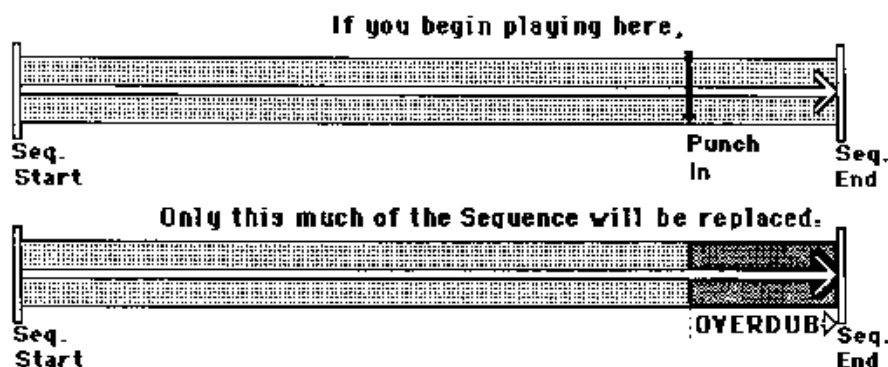 If you begin playing here,
Punch
In
Seq.
Start
Seq.
End
Only this much of the Sequence will be replaced.
OVERDUB
Seq.
Start
Seq.
End